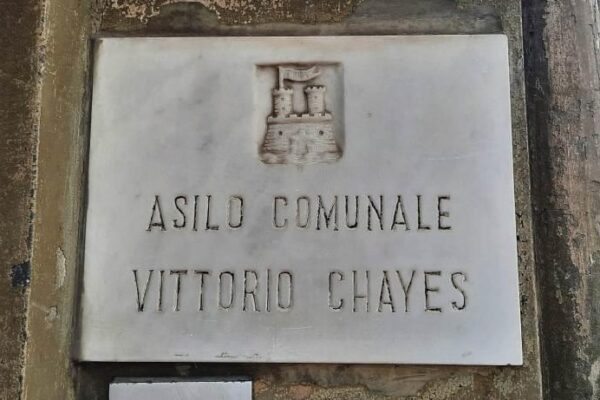 ASILO COMUNALE
VITTORIO CHAYES